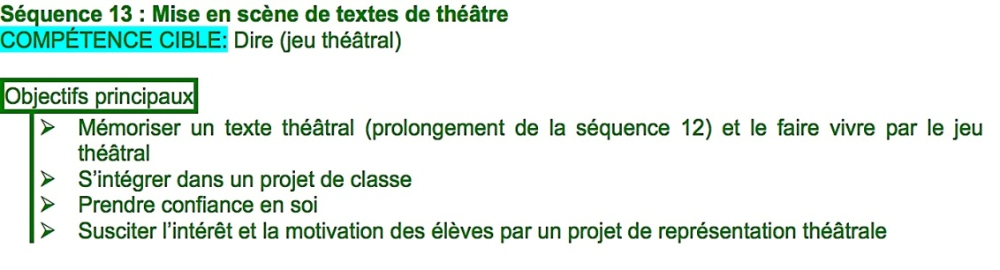 Séquence 13 : Mise en scène de textes de théâtre
COMPÉTENCE CIBLE: Dire (jeu théâtral)
Objectifs principaux
➢ Mémoriser un texte théâtral (prolongement de la séquence 12) et le faire vivre par le jeu
théâtral
➢ S’intégrer dans un projet de classe
➢ Prendre confiance en soi
➢ Susciter l’intérêt et la motivation des élèves par un projet de représentation théâtrale